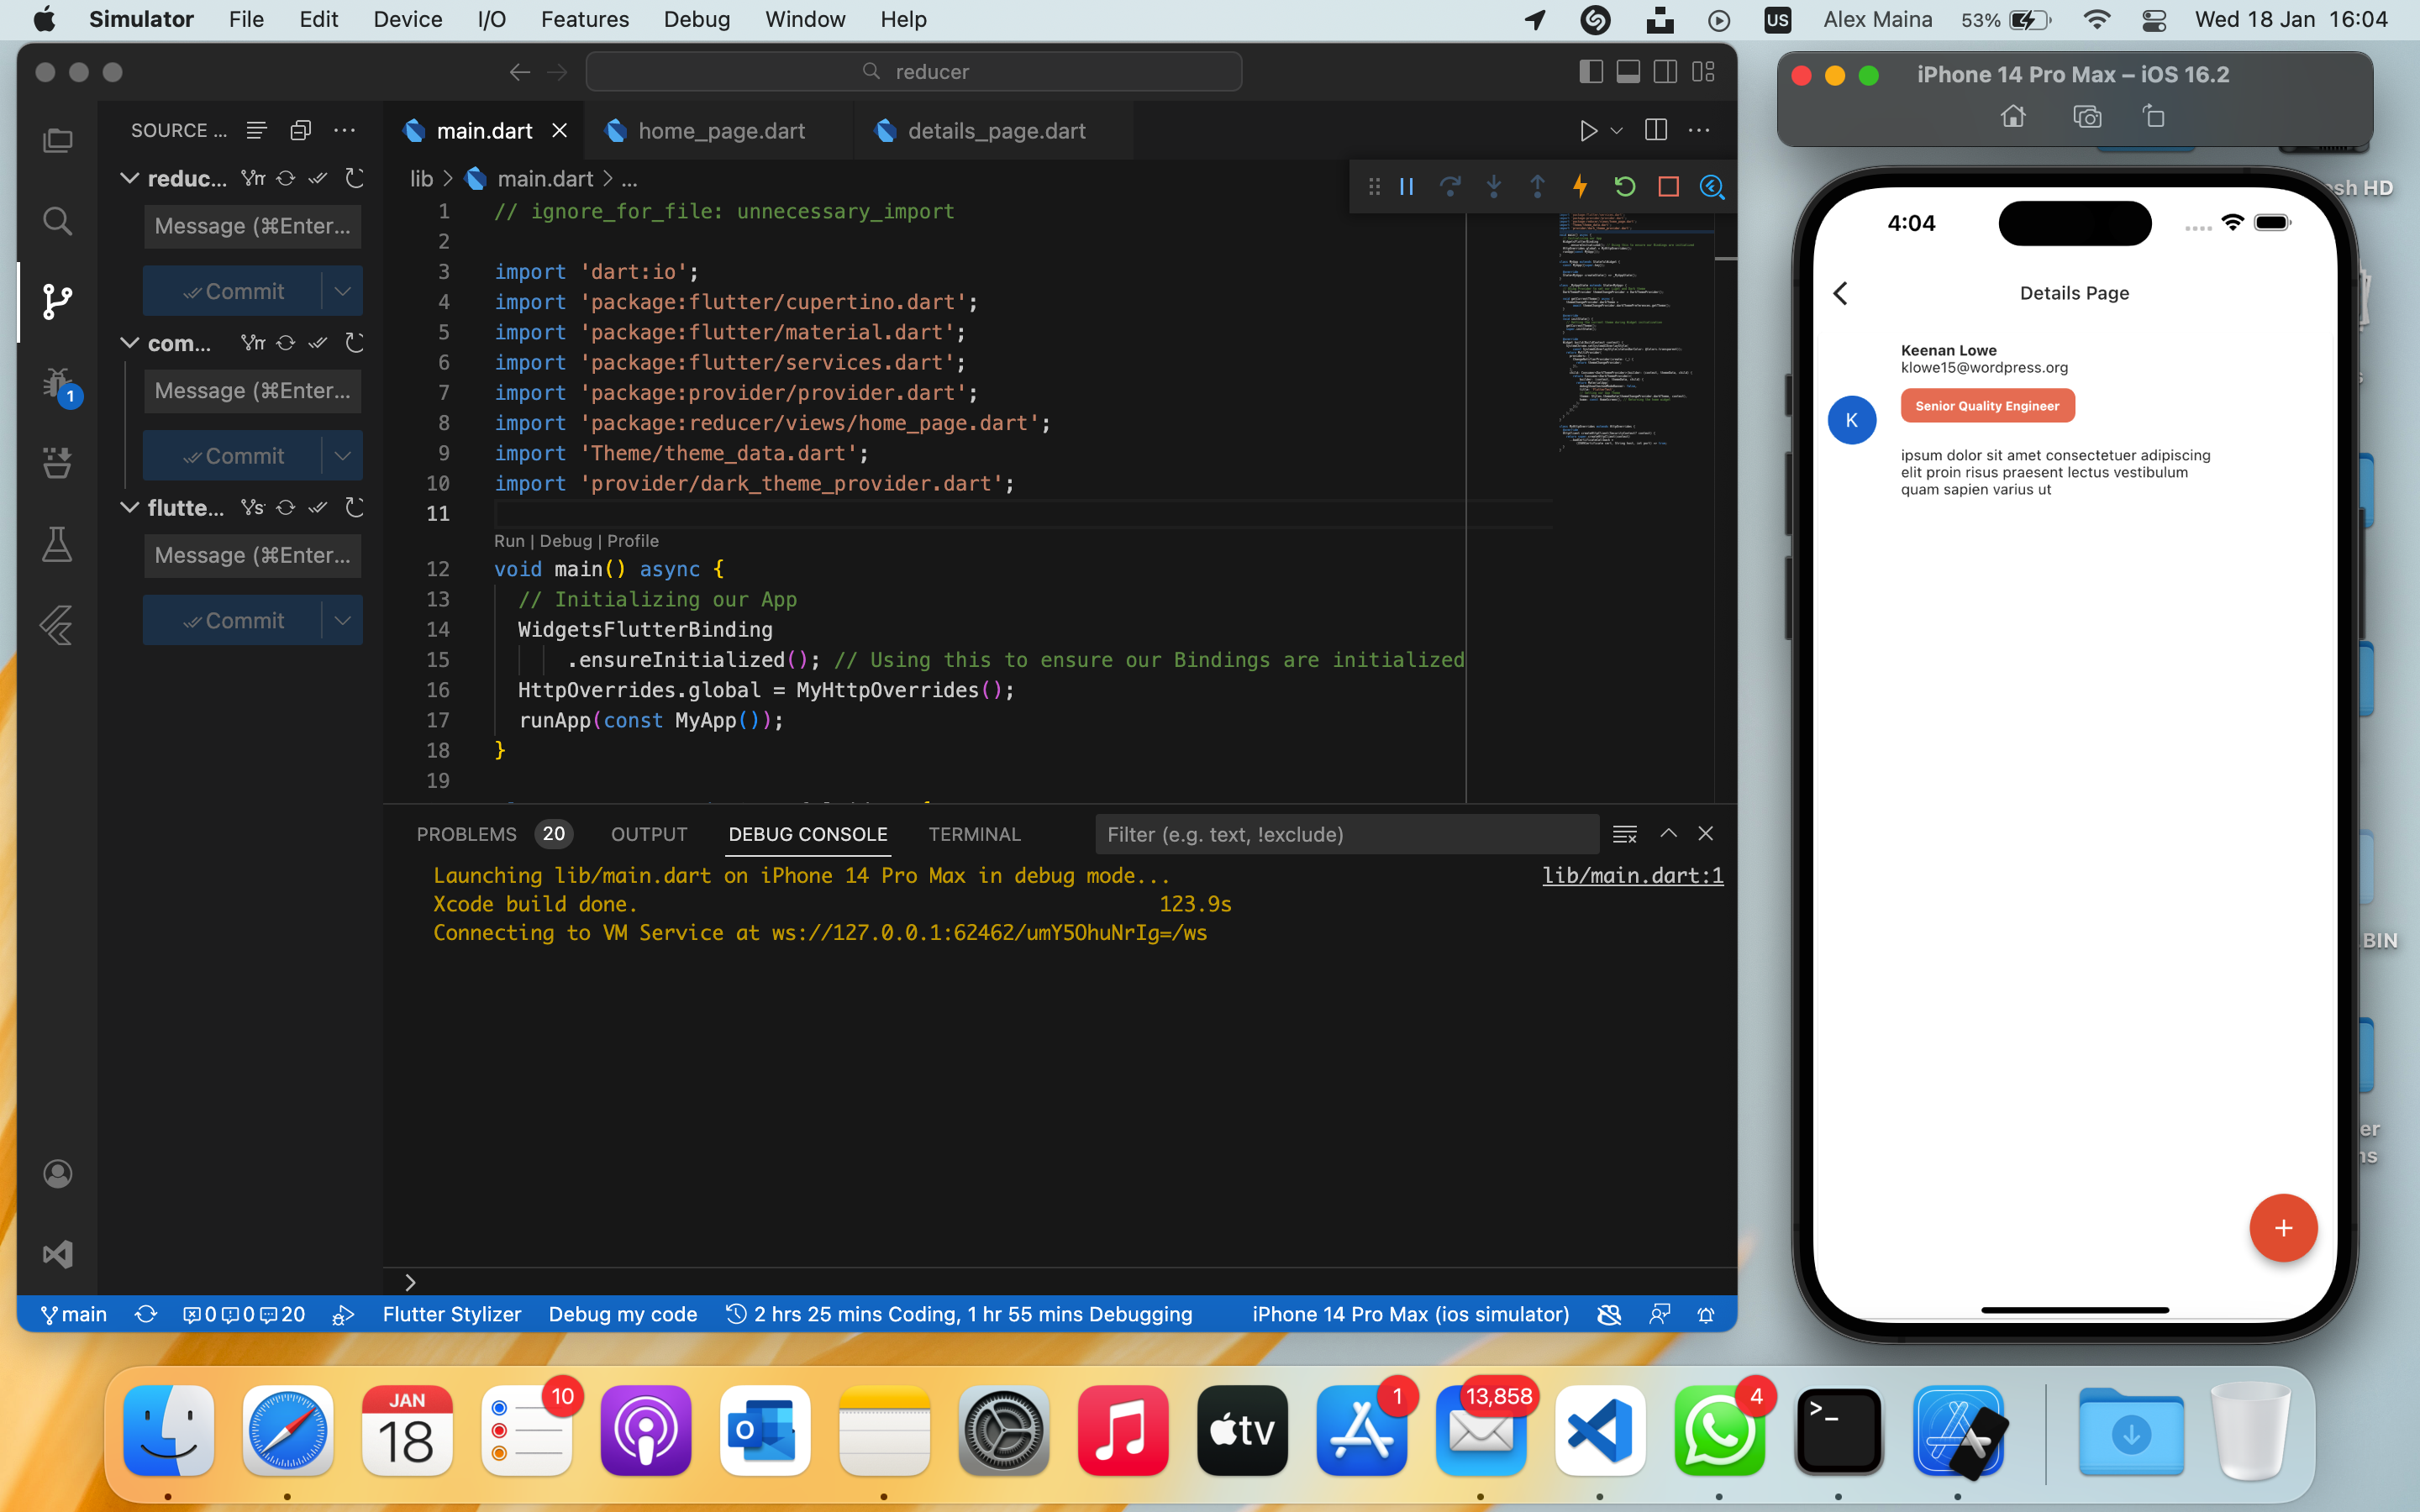 Simulator File Edit Device I/O Features Debug Window Help US Alex Maina 53% Wed 18 Jan 16:04
reducer
SOURCE ...
main.dart home_page.dart details_page.dart
lib > main.dart > ...
reduc...
Message (⌘Enter...
Commit
com...
Message (⌘Enter...
Commit
flutte...
Message (⌘Enter...
Commit
1
1 // ignore_for_file: unnecessary_import
2
3 import 'dart:io';
4 import 'package:flutter/cupertino.dart';
5 import 'package:flutter/material.dart';
6 import 'package:flutter/services.dart';
7 import 'package:provider/provider.dart';
8 import 'package:reducer/views/home_page.dart';
9 import 'Theme/theme_data.dart';
10 import 'provider/dark_theme_provider.dart';
11
Run | Debug | Profile
12 void main() async {
13 // Initializing our App
14 WidgetsFlutterBinding
15 .ensureInitialized(); // Using this to ensure our Bindings are initialized
16 HttpOverrides.global = MyHttpOverrides();
17 runApp(const MyApp());
18 }
19
PROBLEMS 20 OUTPUT DEBUG CONSOLE TERMINAL Filter (e.g. text, !exclude)
Launching lib/main.dart on iPhone 14 Pro Max in debug mode... lib/main.dart:1
Xcode build done. 123.9s
Connecting to VM Service at ws://127.0.0.1:62462/umY5OhuNrIg=/ws
main 0 0 20 Flutter Stylizer Debug my code 2 hrs 25 mins Coding, 1 hr 55 mins Debugging iPhone 14 Pro Max (ios simulator)
iPhone 14 Pro Max – iOS 16.2
4:04
Details Page
Keenan Lowe
klowe15@wordpress.org
Senior Quality Engineer
K
ipsum dolor sit amet consectetuer adipiscing
elit proin risus praesent lectus vestibulum
quam sapien varius ut
+
sh HD
.BIN
er
ns
JAN
18
10
O
tv
1
13,858
4
>_